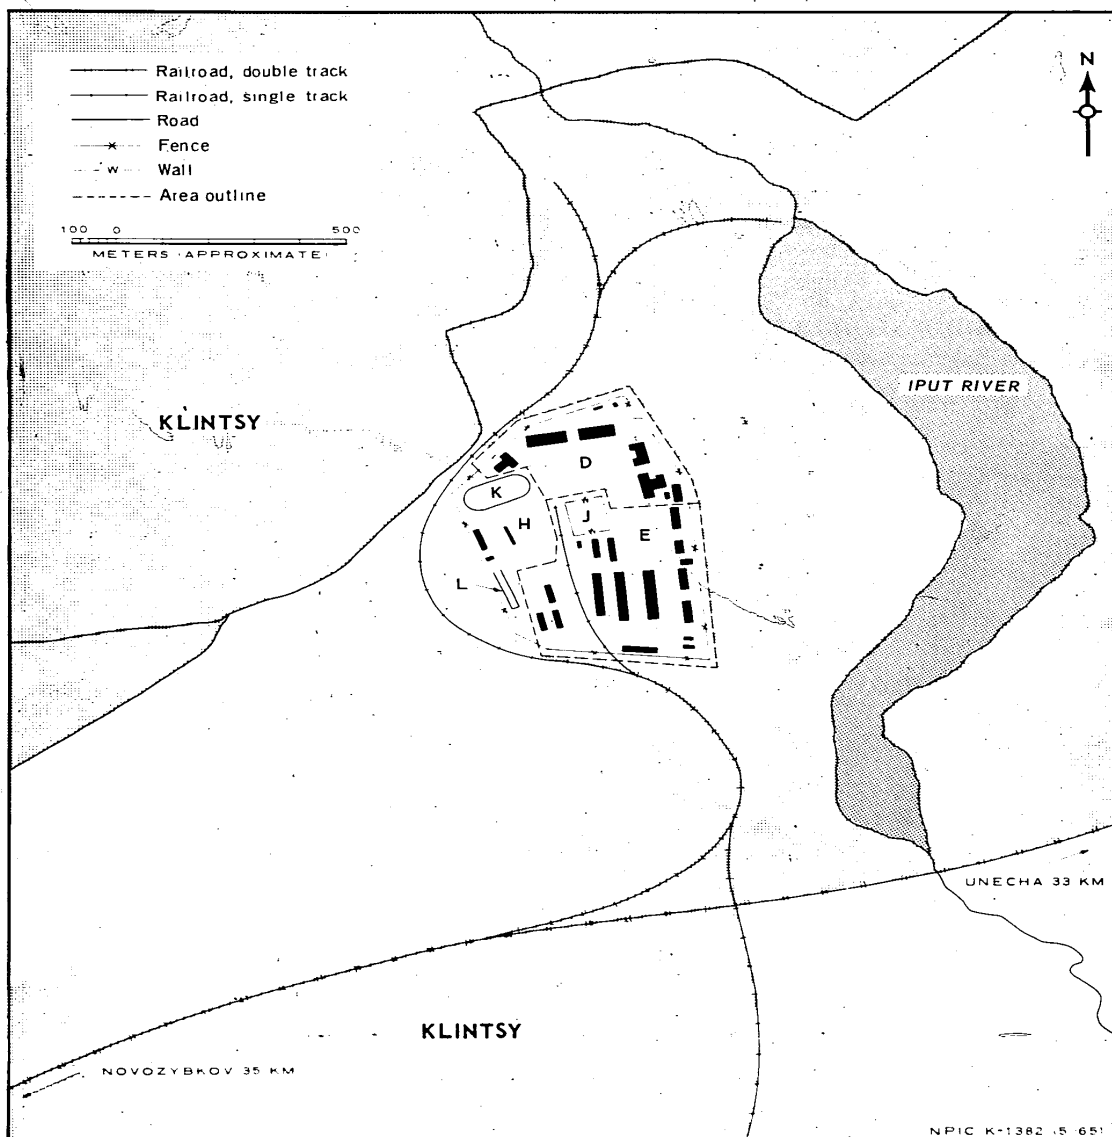 Railroad, double track
Railroad, single track
Road
Fence
Wall
Area outline
100 0 500
METERS (APPROXIMATE)
N
IPUT RIVER
KLINTSY
D
K
J
H
E
L
UNECHA 33 KM
KLINTSY
NOVOZYBKOV 35 KM
NPIC K-1382 (5/65)